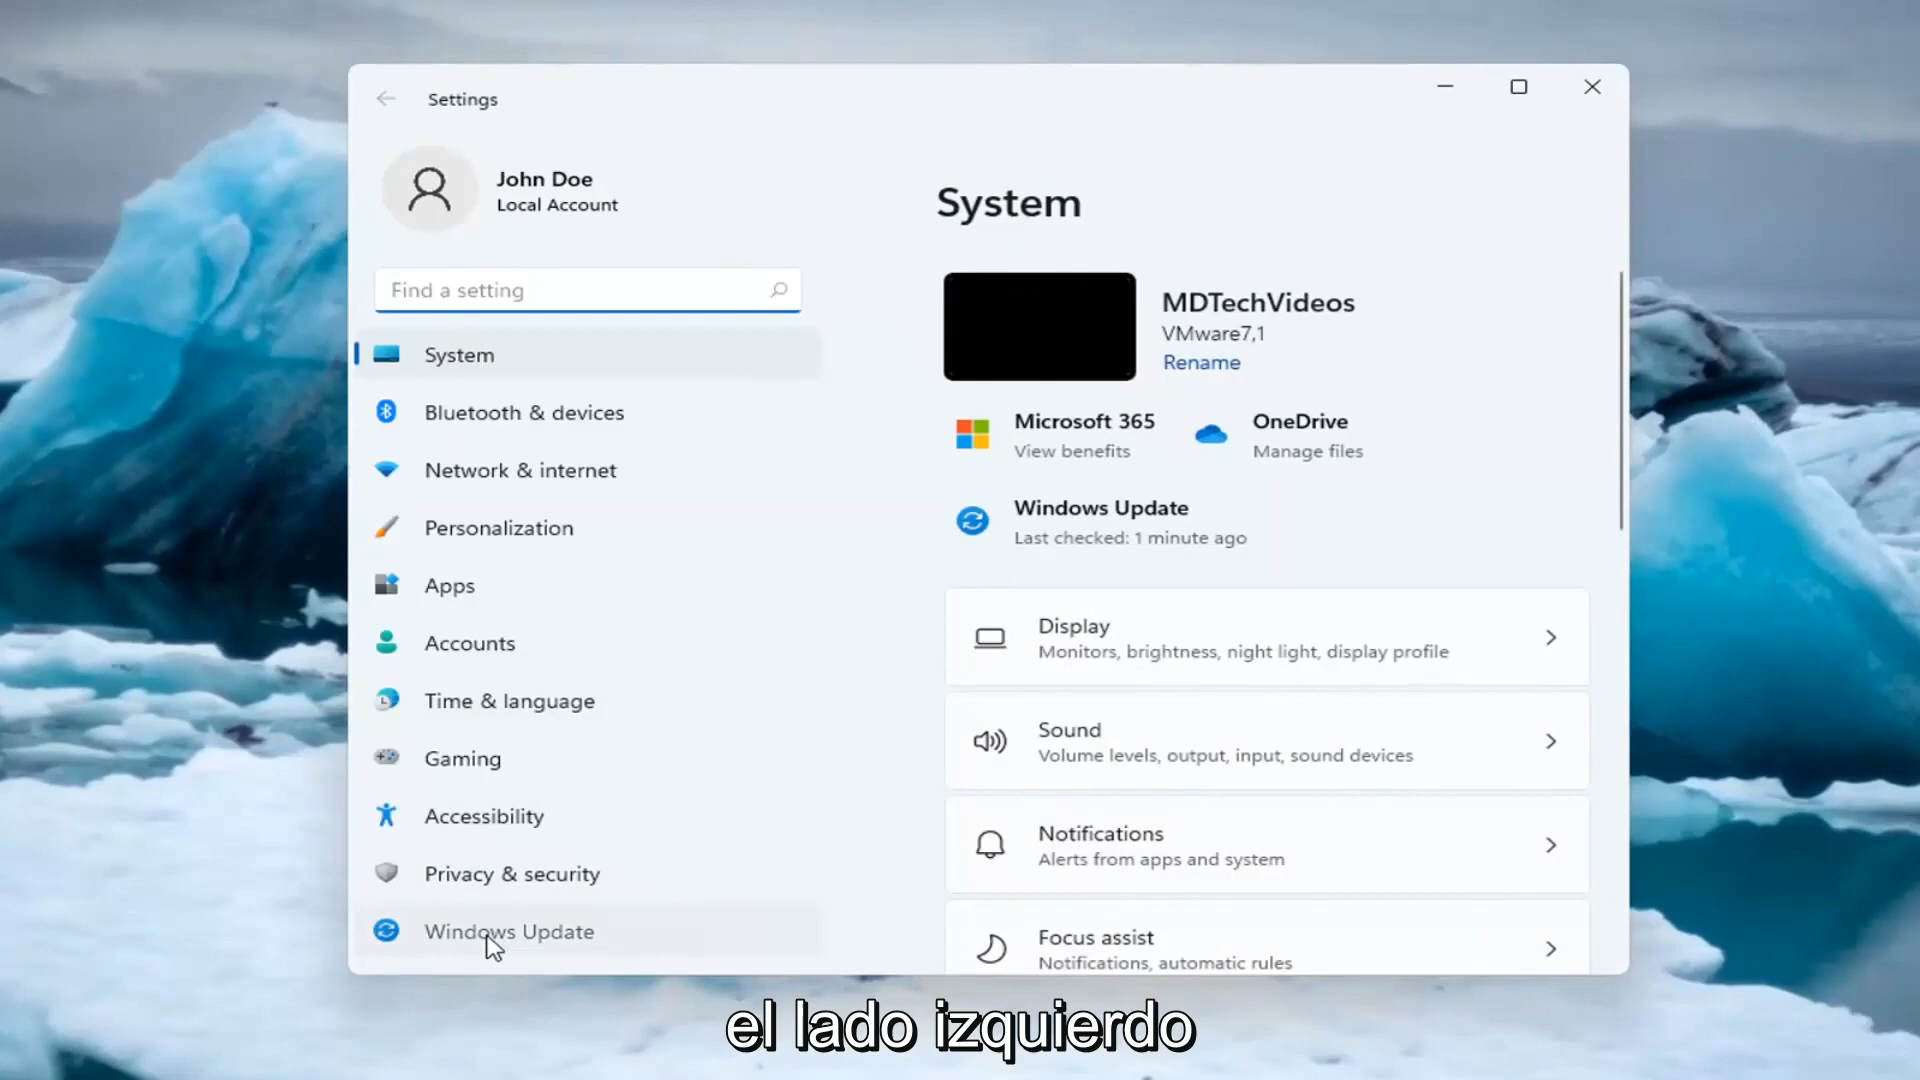 Settings
John Doe
Local Account
Find a setting
System
Bluetooth & devices
Network & internet
Personalization
Apps
Accounts
Time & language
Gaming
Accessibility
Privacy & security
Windows Update
System
MDTechVideos
VMware7,1
Rename
Microsoft 365
View benefits
OneDrive
Manage files
Windows Update
Last checked: 1 minute ago
Display
Monitors, brightness, night light, display profile
Sound
Volume levels, output, input, sound devices
Notifications
Alerts from apps and system
Focus assist
Notifications, automatic rules
el lado izquierdo